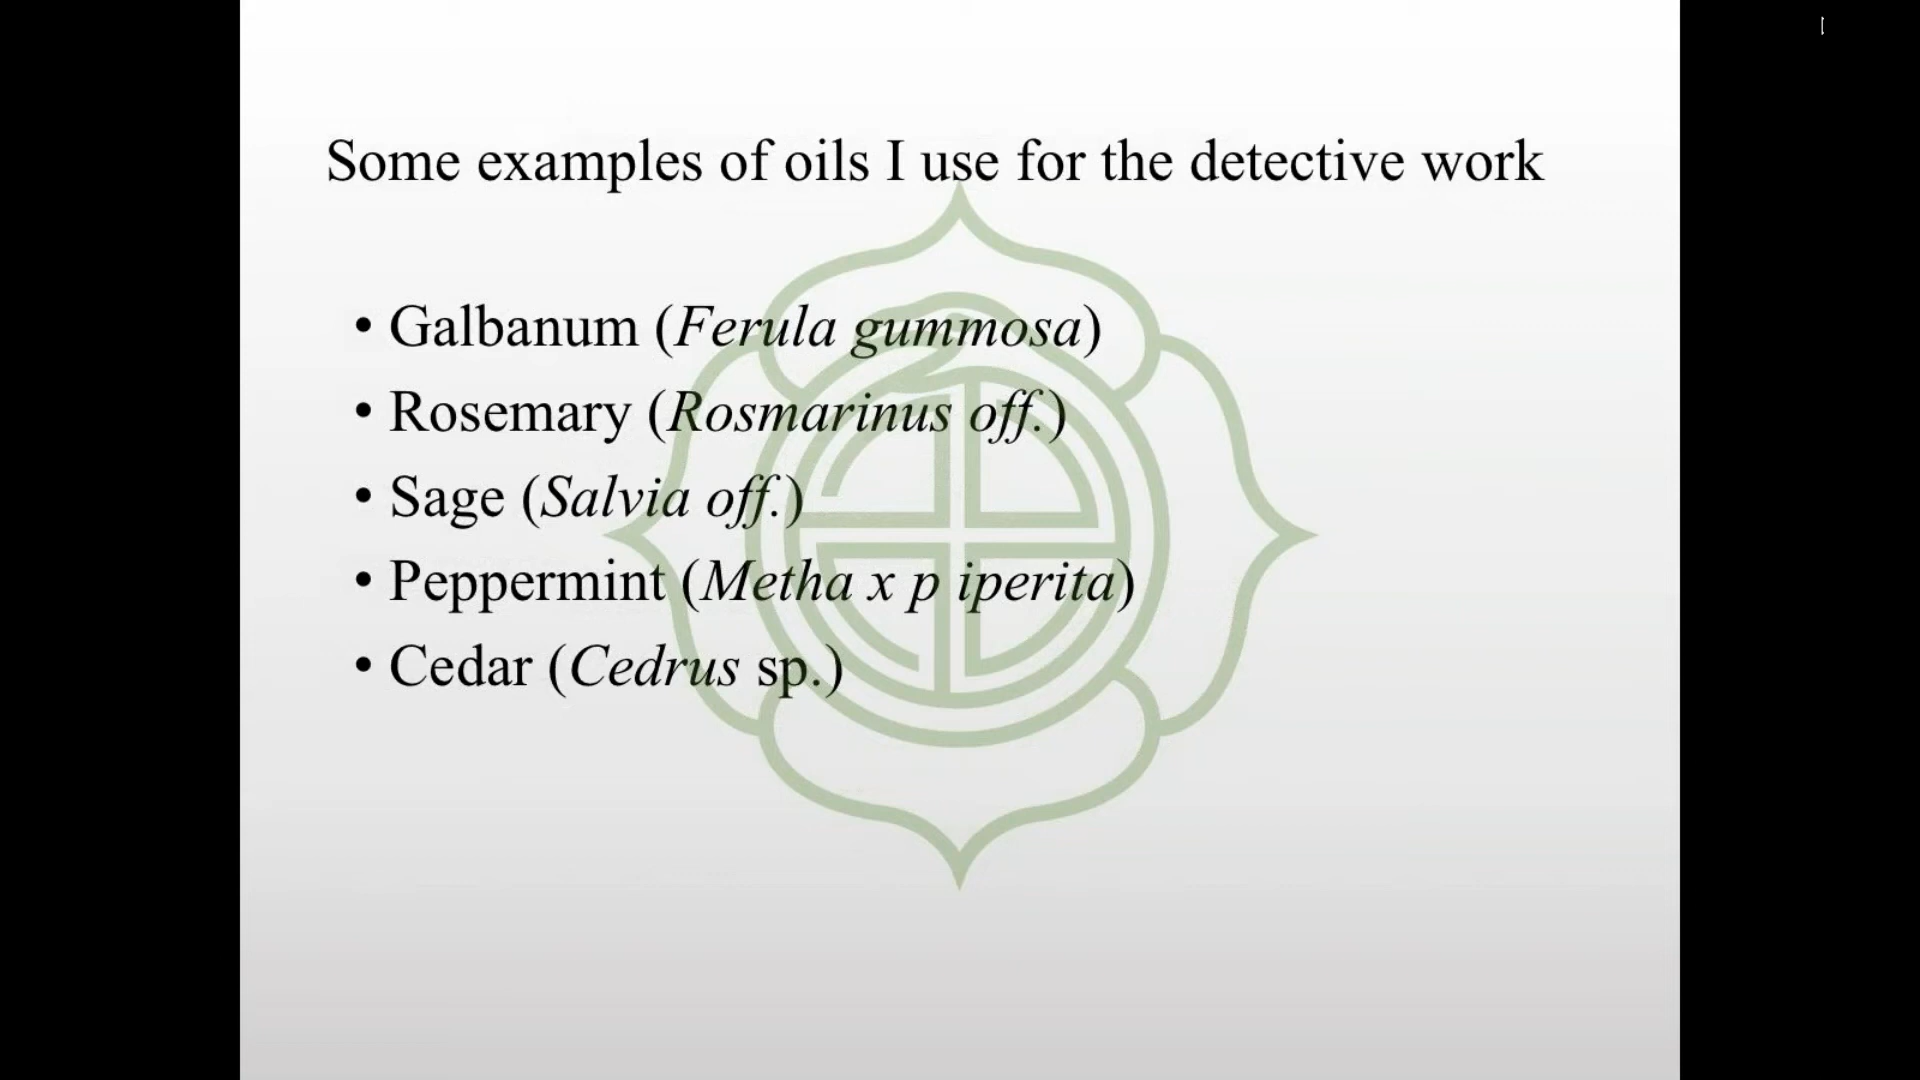 Some examples of oils I use for the detective work
• Galbanum (Ferula gummosa)
• Rosemary (Rosmarinus off.)
• Sage (Salvia off.)
• Peppermint (Metha x p iperita)
• Cedar (Cedrus sp.)